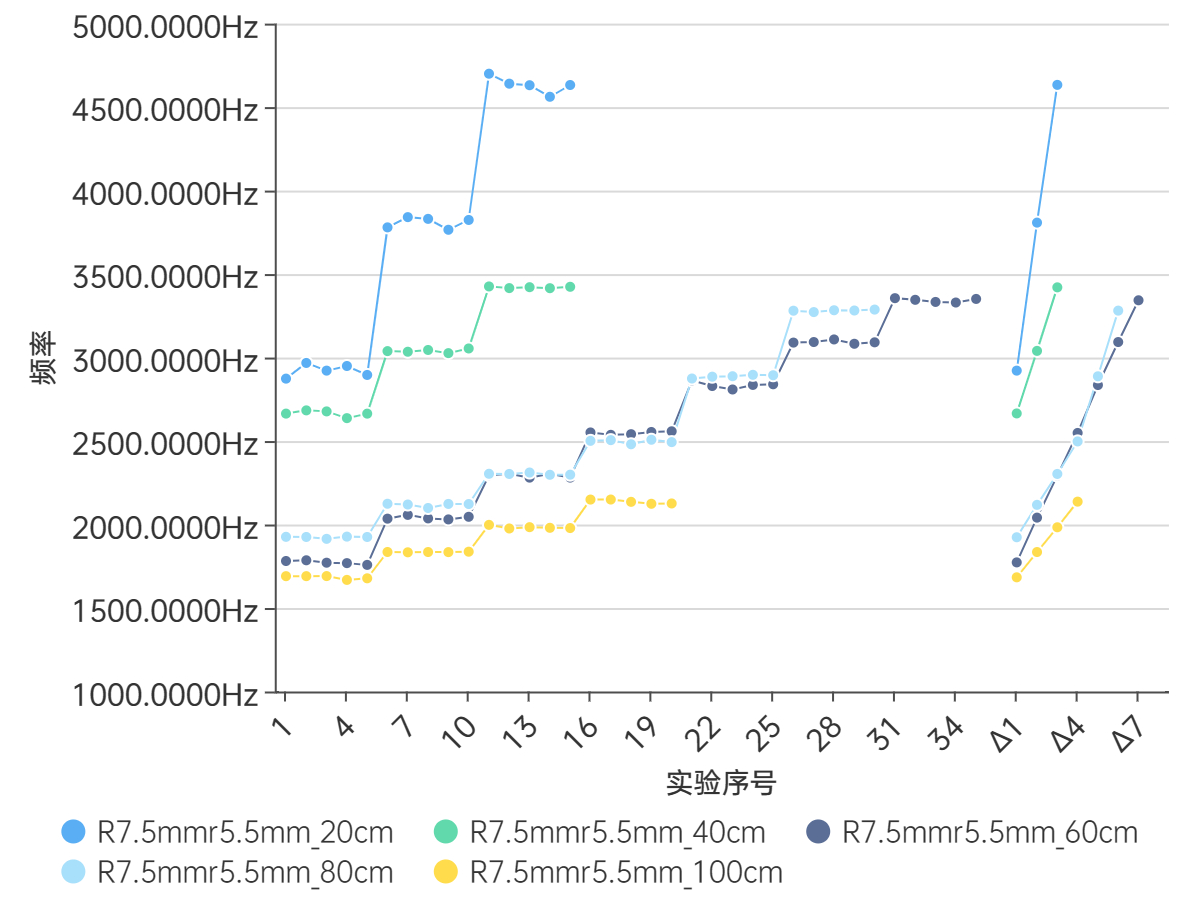 5000.0000Hz
4500.0000Hz
4000.0000Hz
3500.0000Hz
3000.0000Hz
2500.0000Hz
2000.0000Hz
1500.0000Hz
1000.0000Hz
频率
1 4 7 10 13 16 19 22 25 28 31 34 Δ1 Δ4 Δ7
实验序号
R7.5mmr5.5mm_20cm R7.5mmr5.5mm_40cm R7.5mmr5.5mm_60cm
R7.5mmr5.5mm_80cm R7.5mmr5.5mm_100cm